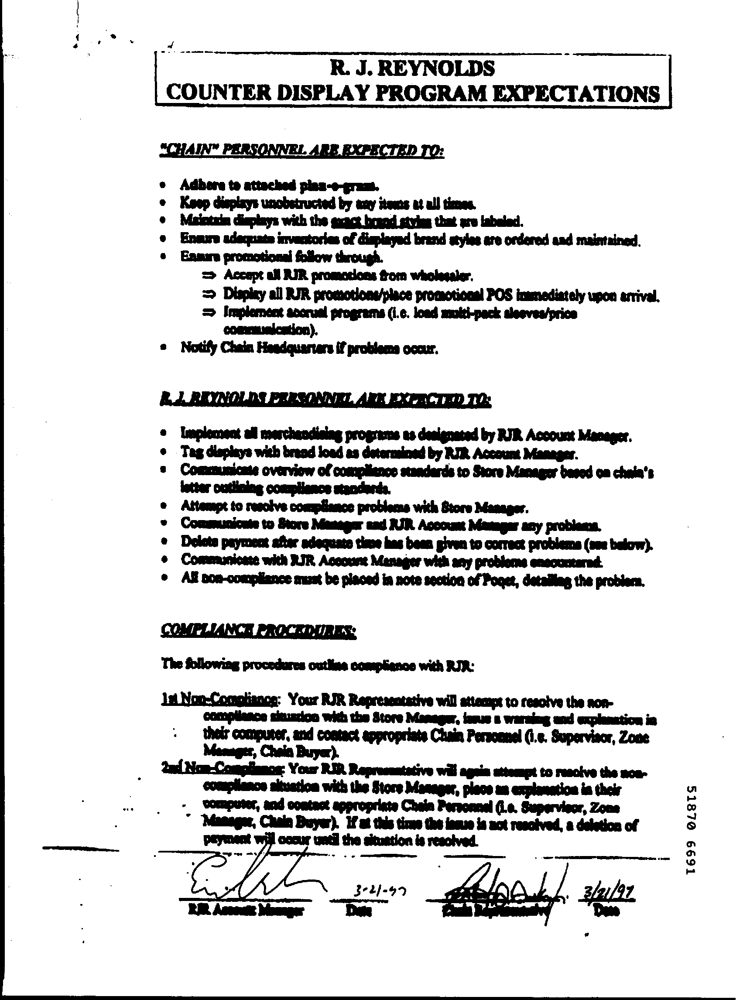 R. J. REYNOLDS
COUNTER DISPLAY PROGRAM EXPECTATIONS
"CHAIN" PERSONNEL ARE EXPECTED TO:
• Adhere to attached plan-o-gram.
• Keep displays unobstructed by any items at all times.
• Maintain displays with the exact brand styles that are labeled.
• Ensure adequate inventories of displayed brand styles are ordered and maintained.
• Ensure promotional follow through.
⇒ Accept all RJR promotions from wholesaler.
⇒ Display all RJR promotions/place promotional POS immediately upon arrival.
⇒ Implement accrual programs (i.e. load multi-pack sleeves/price
communication).
• Notify Chain Headquarters if problems occur.
R. J. REYNOLDS PERSONNEL ARE EXPECTED TO:
• Implement all merchandising programs as designated by RJR Account Manager.
• Tag displays with brand load as determined by RJR Account Manager.
• Communicate overview of compliance standards to Store Manager based on chain's
letter outlining compliance standards.
• Attempt to resolve compliance problems with Store Manager.
• Communicate to Store Manager and RJR Account Manager any problems.
• Delete payment after adequate time has been given to correct problems (see below).
• Communicate with RJR Account Manager with any problems encountered.
• All non-compliance must be placed in note section of Poqet, detailing the problem.
COMPLIANCE PROCEDURES:
The following procedures outline compliance with RJR:
1st Non-Compliance: Your RJR Representative will attempt to resolve the non-
compliance situation with the Store Manager, issue a warning and explanation in
their computer, and contact appropriate Chain Personnel (i.e. Supervisor, Zone
Manager, Chain Buyer).
2nd Non-Compliance: Your RJR Representative will again attempt to resolve the non-
compliance situation with the Store Manager, place an explanation in their
computer, and contact appropriate Chain Personnel (i.e. Supervisor, Zone
Manager, Chain Buyer). If at this time the issue is not resolved, a deletion of
payment will occur until the situation is resolved.
3-21-97 3/21/97
RJR Account Manager Date Chain Representative Date
51870 6691